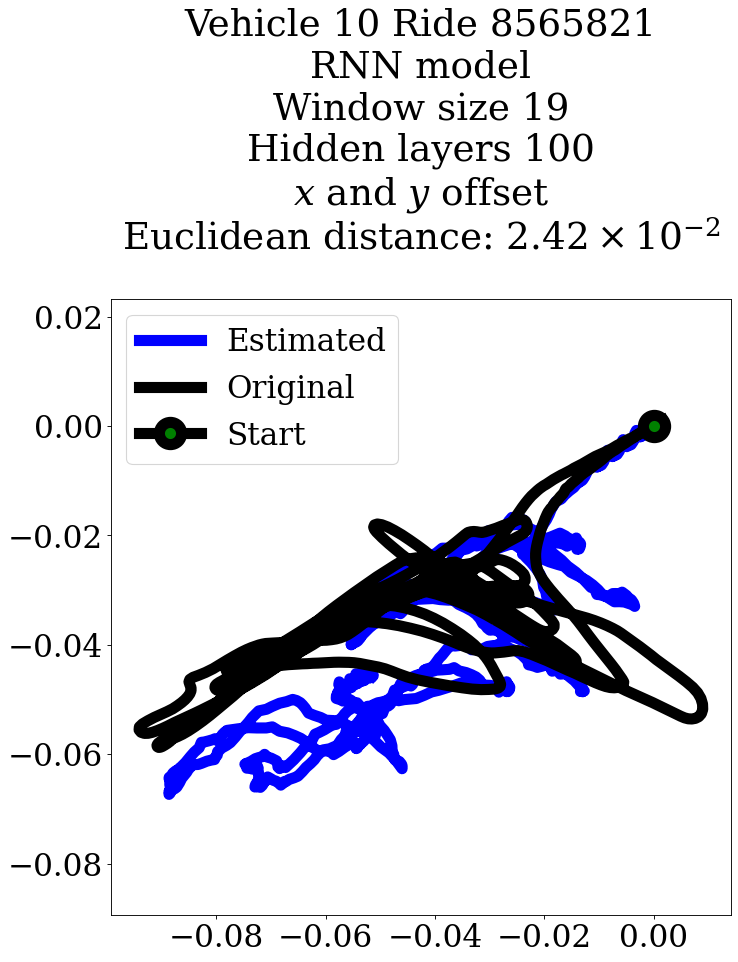 Vehicle 10 Ride 8565821
RNN model
Window size 19
Hidden layers 100
x and y offset
Euclidean distance: 2.42 × 10⁻²
Estimated
Original
Start
0.02
0.00
−0.02
−0.04
−0.06
−0.08
−0.08 −0.06 −0.04 −0.02 0.00